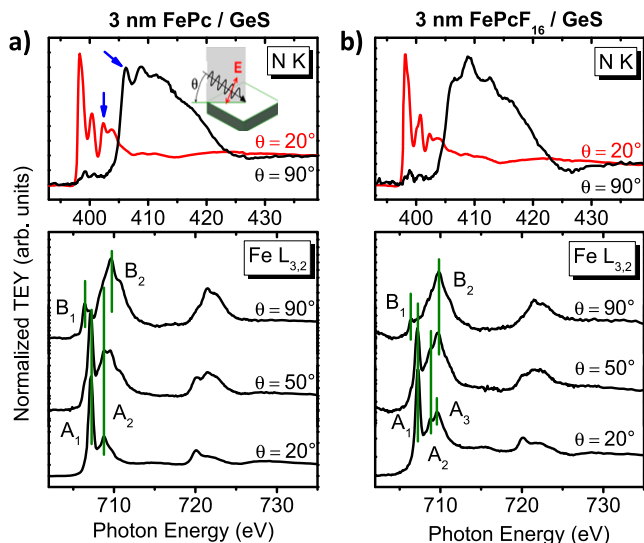 3 nm FePc / GeS
3 nm FePcF16 / GeS
a)
N K
θ
E
θ = 20°
θ = 90°
400 410 420 430
b)
N K
θ = 20°
θ = 90°
400 410 420 430
Normalized TEY (arb. units)
Fe L3,2
B1
B2
θ = 90°
θ = 50°
A1
A2
θ = 20°
710 720 730
Photon Energy (eV)
Fe L3,2
B1
B2
θ = 90°
θ = 50°
A1
A3
A2
θ = 20°
710 720 730
Photon Energy (eV)